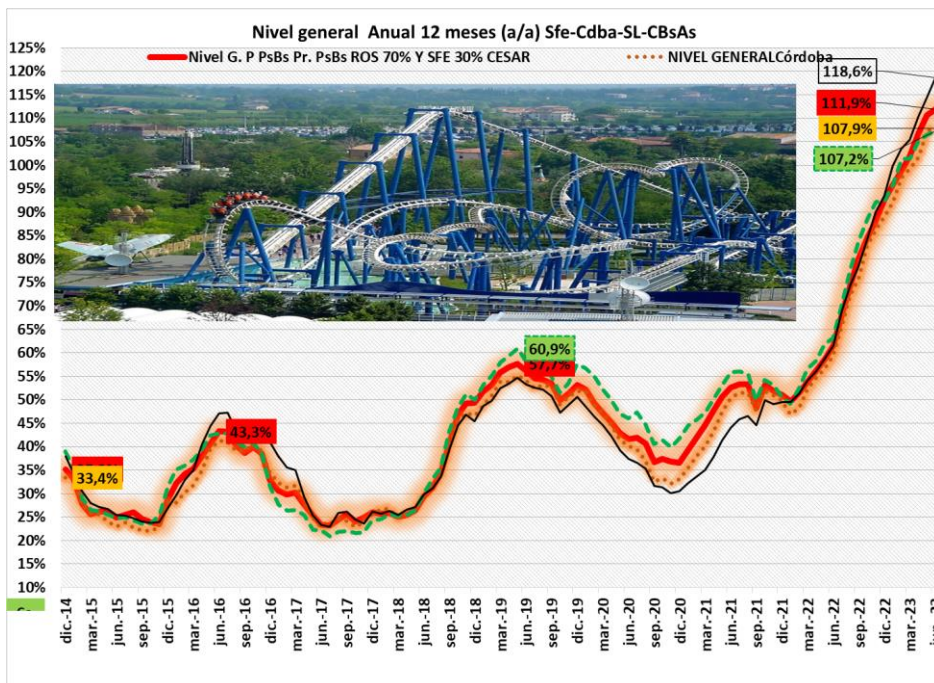 Nivel general Anual 12 meses (a/a) Sfe-Cdba-SL-CBsAs
Nivel G. P PsBs Pr. PsBs ROS 70% Y SFE 30% CESAR
NIVEL GENERALCórdoba
125%
120%
115%
110%
105%
100%
95%
90%
85%
80%
75%
70%
65%
60%
55%
50%
45%
40%
35%
30%
25%
20%
15%
10%
118,6%
111,9%
107,9%
107,2%
60,9%
57,7%
43,3%
33,4%
dic.-14
mar.-15
jun.-15
sep.-15
dic.-15
mar.-16
jun.-16
sep.-16
dic.-16
mar.-17
jun.-17
sep.-17
dic.-17
mar.-18
jun.-18
sep.-18
dic.-18
mar.-19
jun.-19
sep.-19
dic.-19
mar.-20
jun.-20
sep.-20
dic.-20
mar.-21
jun.-21
sep.-21
dic.-21
mar.-22
jun.-22
sep.-22
dic.-22
mar.-23